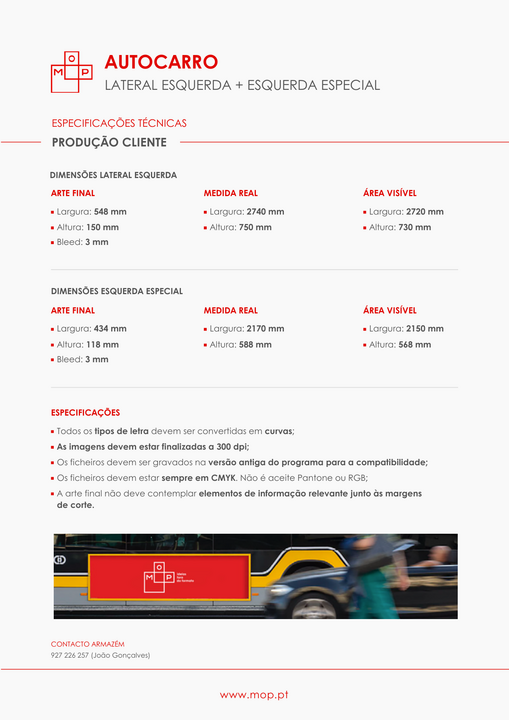 MOP
AUTOCARRO
LATERAL ESQUERDA + ESQUERDA ESPECIAL
ESPECIFICAÇÕES TÉCNICAS
PRODUÇÃO CLIENTE
DIMENSÕES LATERAL ESQUERDA
ARTE FINAL
Largura: 548 mm
Altura: 150 mm
Bleed: 3 mm
MEDIDA REAL
Largura: 2740 mm
Altura: 750 mm
ÁREA VISÍVEL
Largura: 2720 mm
Altura: 730 mm
DIMENSÕES ESQUERDA ESPECIAL
ARTE FINAL
Largura: 434 mm
Altura: 118 mm
Bleed: 3 mm
MEDIDA REAL
Largura: 2170 mm
Altura: 588 mm
ÁREA VISÍVEL
Largura: 2150 mm
Altura: 568 mm
ESPECIFICAÇÕES
Todos os tipos de letra devem ser convertidas em curvas;
As imagens devem estar finalizadas a 300 dpi;
Os ficheiros devem ser gravados na versão antiga do programa para a compatibilidade;
Os ficheiros devem estar sempre em CMYK. Não é aceite Pantone ou RGB;
A arte final não deve contemplar elementos de informação relevante junto às margens
de corte.
MOP
CONTACTO ARMAZÉM
927 226 257 (João Gonçalves)
www.mop.pt